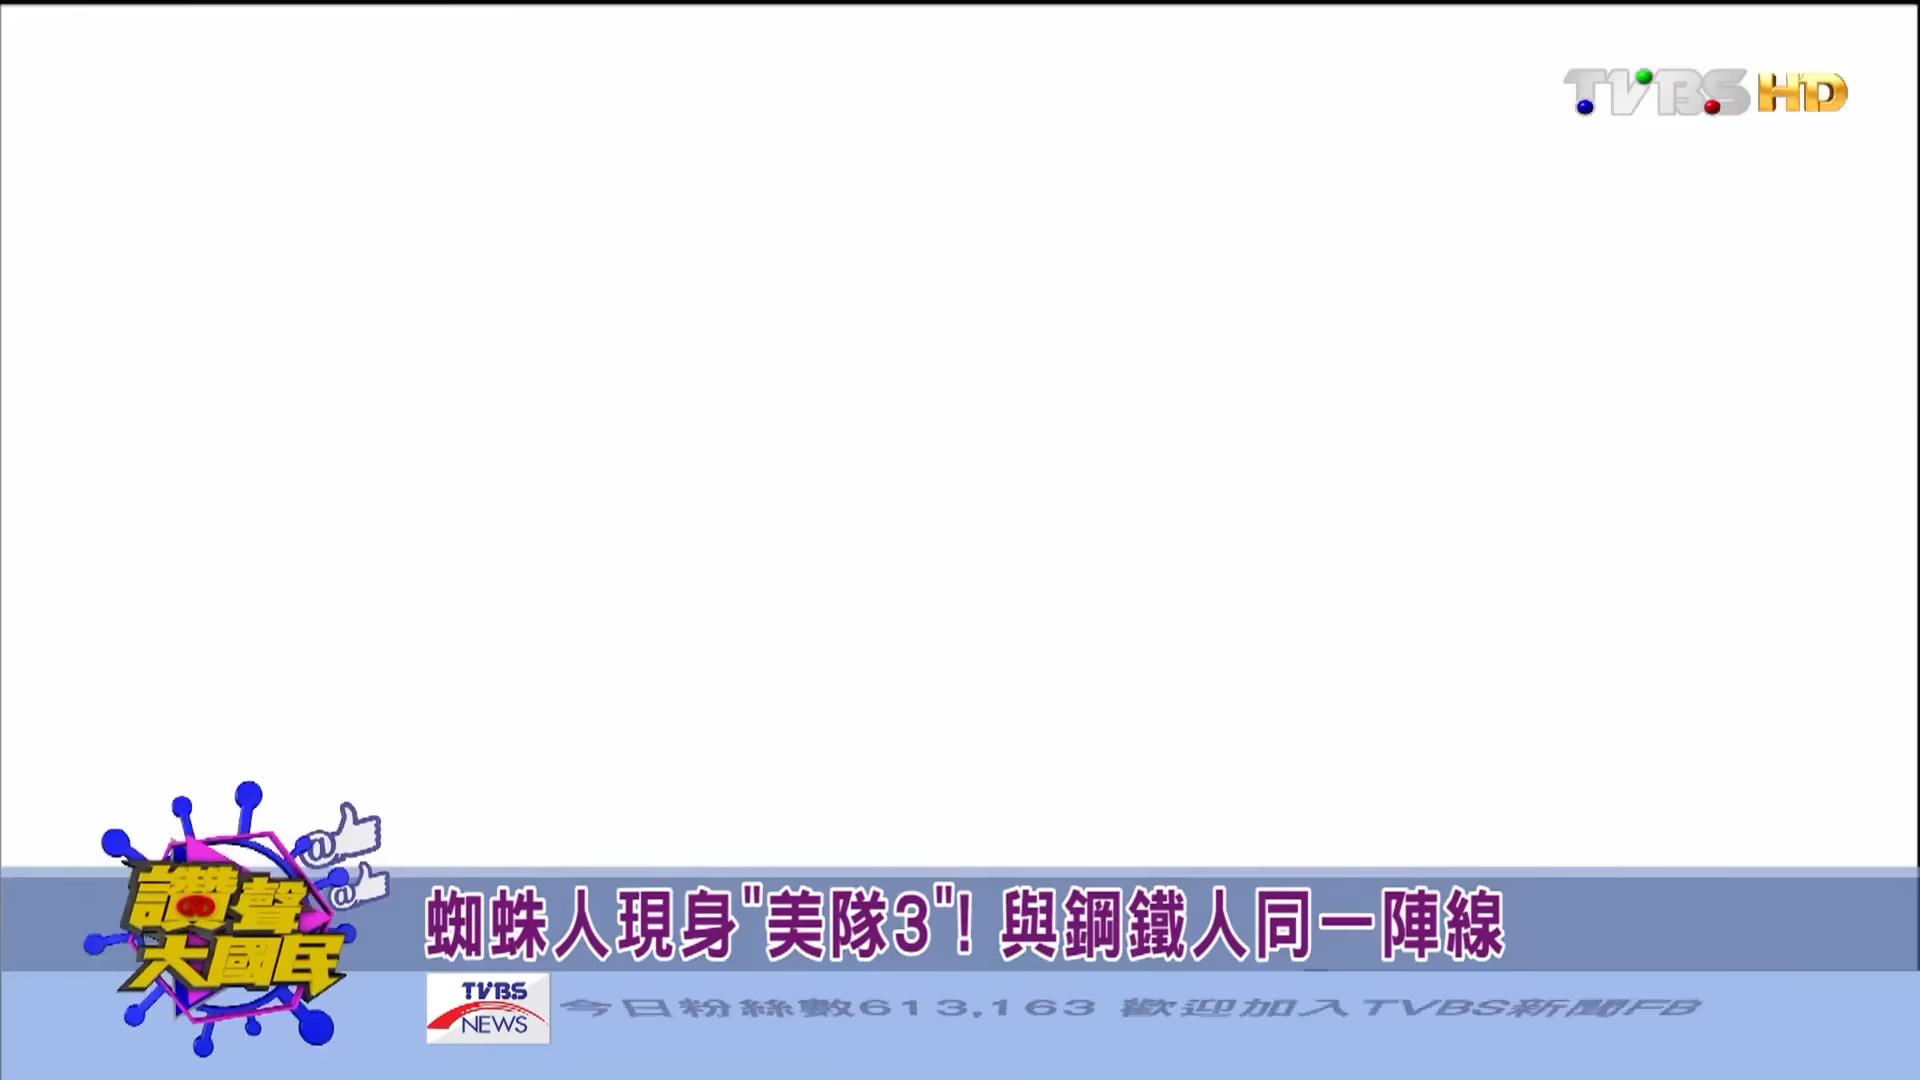 TVBS HD
讚聲
大國民
@
@
蜘蛛人現身"美隊3"! 與鋼鐵人同一陣線
TVBS
NEWS
今日粉絲數613,163 歡迎加入TVBS新聞FB